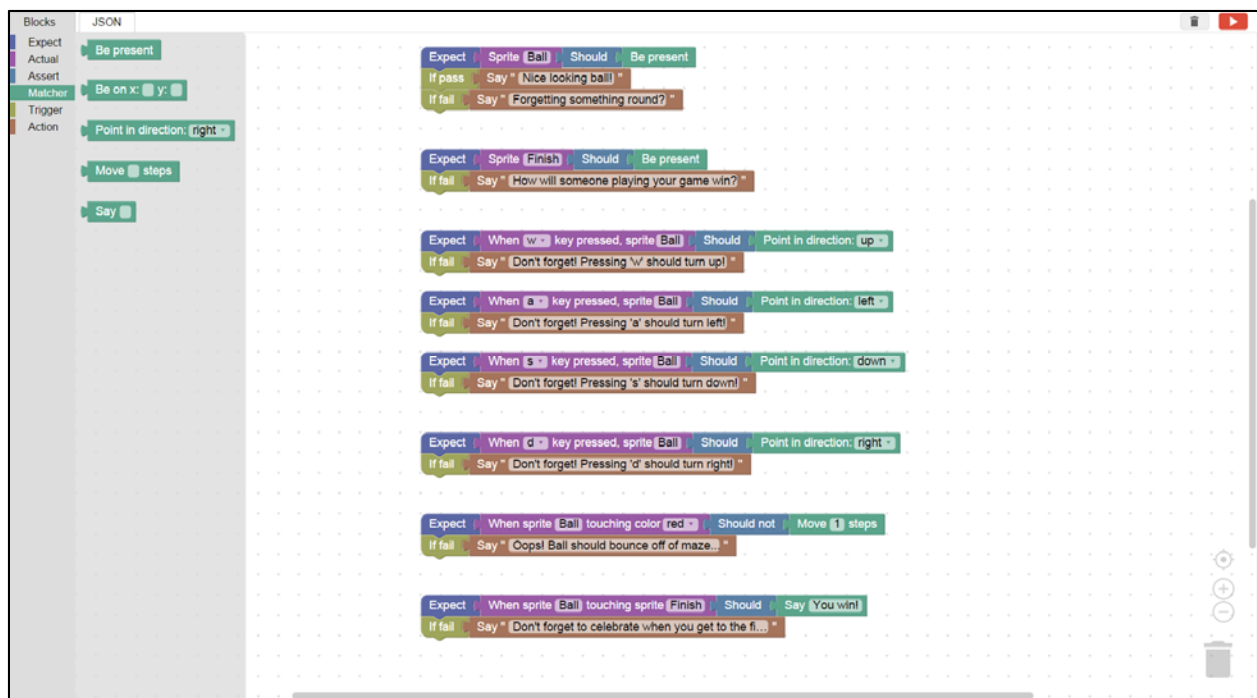 Blocks JSON
Expect
Actual
Assert
Matcher
Trigger
Action
Be present
Be on x: y:
Point in direction: right
Move steps
Say
Expect Sprite Ball Should Be present
If pass Say " Nice looking ball! "
If fail Say " Forgetting something round? "
Expect Sprite Finish Should Be present
If fail Say " How will someone playing your game win? "
Expect When w key pressed, sprite Ball Should Point in direction: up
If fail Say " Don't forget! Pressing 'w' should turn up! "
Expect When a key pressed, sprite Ball Should Point in direction: left
If fail Say " Don't forget! Pressing 'a' should turn left! "
Expect When s key pressed, sprite Ball Should Point in direction: down
If fail Say " Don't forget! Pressing 's' should turn down! "
Expect When d key pressed, sprite Ball Should Point in direction: right
If fail Say " Don't forget! Pressing 'd' should turn right! "
Expect When sprite Ball touching color red Should not Move 1 steps
If fail Say " Oops! Ball should bounce off of maze... "
Expect When sprite Ball touching sprite Finish Should Say You win!
If fail Say " Don't forget to celebrate when you get to the fi... "